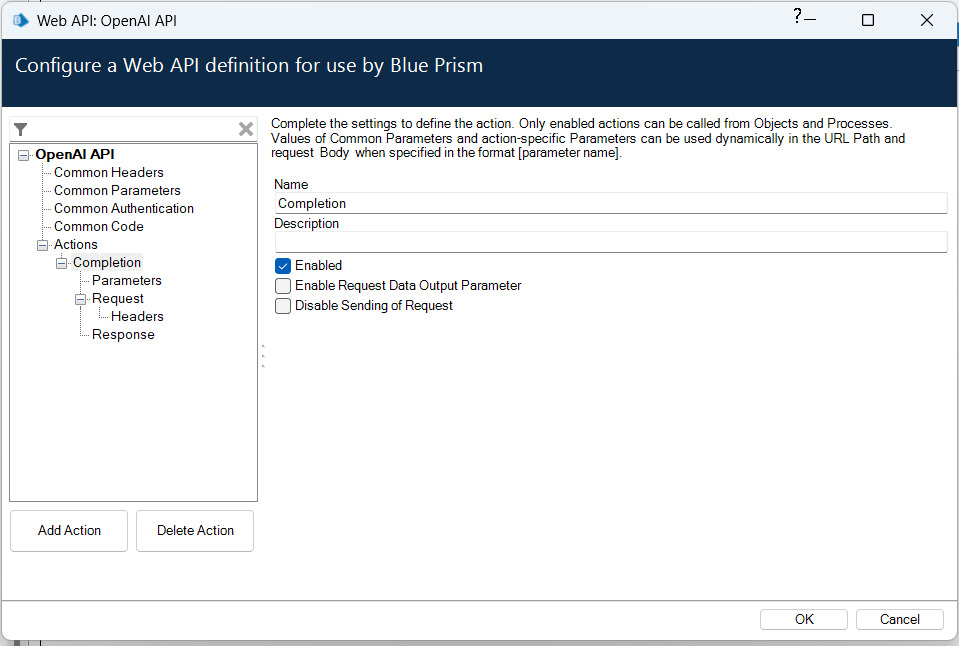 Web API: OpenAI API
?
Configure a Web API definition for use by Blue Prism
OpenAI API
Common Headers
Common Parameters
Common Authentication
Common Code
Actions
Completion
Parameters
Request
Headers
Response
Add Action
Delete Action
Complete the settings to define the action. Only enabled actions can be called from Objects and Processes.
Values of Common Parameters and action-specific Parameters can be used dynamically in the URL Path and
request Body when specified in the format [parameter name].
Name
Completion
Description
Enabled
Enable Request Data Output Parameter
Disable Sending of Request
OK
Cancel